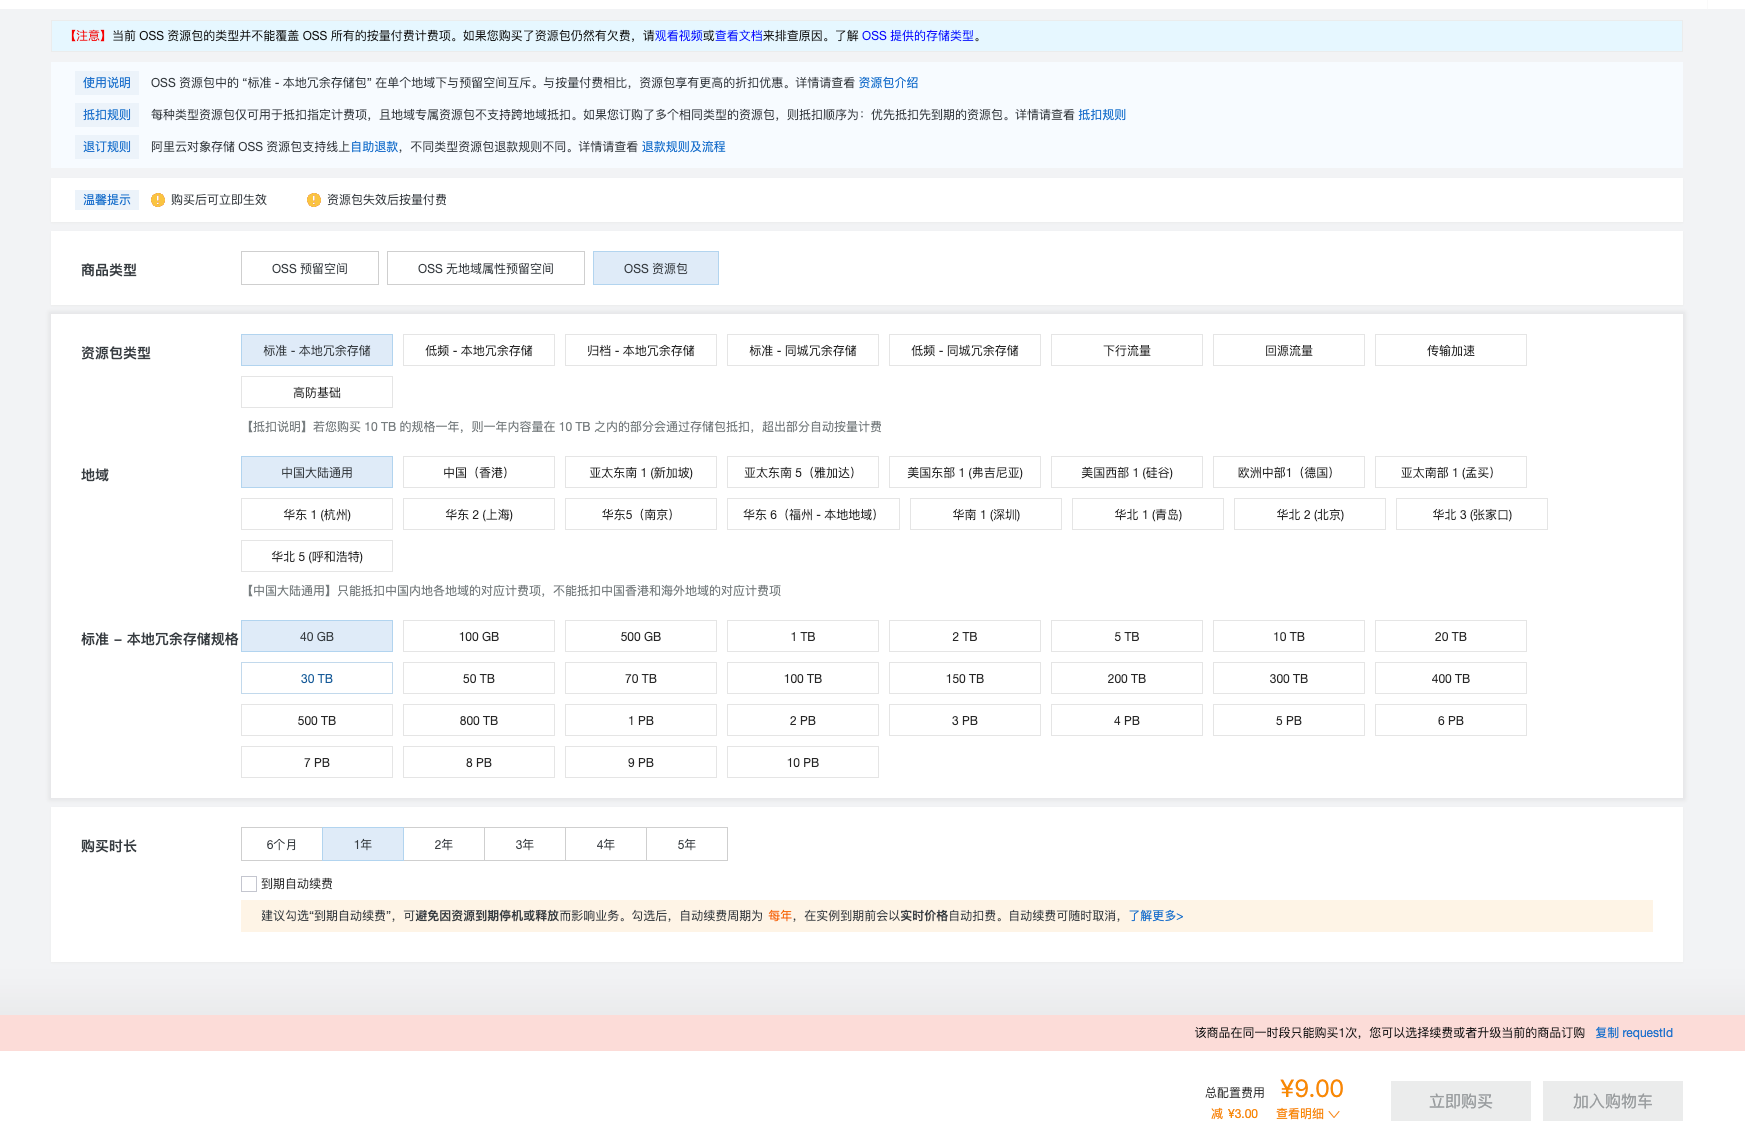 【注意】当前 OSS 资源包的类型并不能覆盖 OSS 所有的按量付费计费项。如果您购买了资源包仍然有欠费，请观看视频或查看文档来排查原因。了解 OSS 提供的存储类型。
使用说明 OSS 资源包中的 “标准 - 本地冗余存储包” 在单个地域下与预留空间互斥。与按量付费相比，资源包享有更高的折扣优惠。详情请查看 资源包介绍
抵扣规则 每种类型资源包仅可用于抵扣指定计费项，且地域专属资源包不支持跨地域抵扣。如果您订购了多个相同类型的资源包，则抵扣顺序为：优先抵扣先到期的资源包。详情请查看 抵扣规则
退订规则 阿里云对象存储 OSS 资源包支持线上自助退款，不同类型资源包退款规则不同。详情请查看 退款规则及流程
温馨提示 购买后可立即生效 资源包失效后按量付费
商品类型 OSS 预留空间 OSS 无地域属性预留空间 OSS 资源包
资源包类型 标准 - 本地冗余存储 低频 - 本地冗余存储 归档 - 本地冗余存储 标准 - 同城冗余存储 低频 - 同城冗余存储 下行流量 回源流量 传输加速
高防基础
【抵扣说明】若您购买 10 TB 的规格一年，则一年内容量在 10 TB 之内的部分会通过存储包抵扣，超出部分自动按量计费
地域 中国大陆通用 中国（香港） 亚太东南 1 (新加坡) 亚太东南 5（雅加达） 美国东部 1 (弗吉尼亚) 美国西部 1 (硅谷) 欧洲中部1（德国） 亚太南部 1 (孟买）
华东 1 (杭州) 华东 2 (上海) 华东5（南京） 华东 6（福州 - 本地地域） 华南 1 (深圳) 华北 1 (青岛) 华北 2 (北京) 华北 3 (张家口)
华北 5 (呼和浩特)
【中国大陆通用】只能抵扣中国内地各地域的对应计费项，不能抵扣中国香港和海外地域的对应计费项
标准 – 本地冗余存储规格 40 GB 100 GB 500 GB 1 TB 2 TB 5 TB 10 TB 20 TB
30 TB 50 TB 70 TB 100 TB 150 TB 200 TB 300 TB 400 TB
500 TB 800 TB 1 PB 2 PB 3 PB 4 PB 5 PB 6 PB
7 PB 8 PB 9 PB 10 PB
购买时长 6个月 1年 2年 3年 4年 5年
到期自动续费
建议勾选“到期自动续费”，可避免因资源到期停机或释放而影响业务。勾选后，自动续费周期为 每年，在实例到期前会以实时价格自动扣费。自动续费可随时取消，了解更多>
该商品在同一时段只能购买1次，您可以选择续费或者升级当前的商品订购 复制 requestId
总配置费用 ¥9.00 立即购买 加入购物车
减 ¥3.00 查看明细